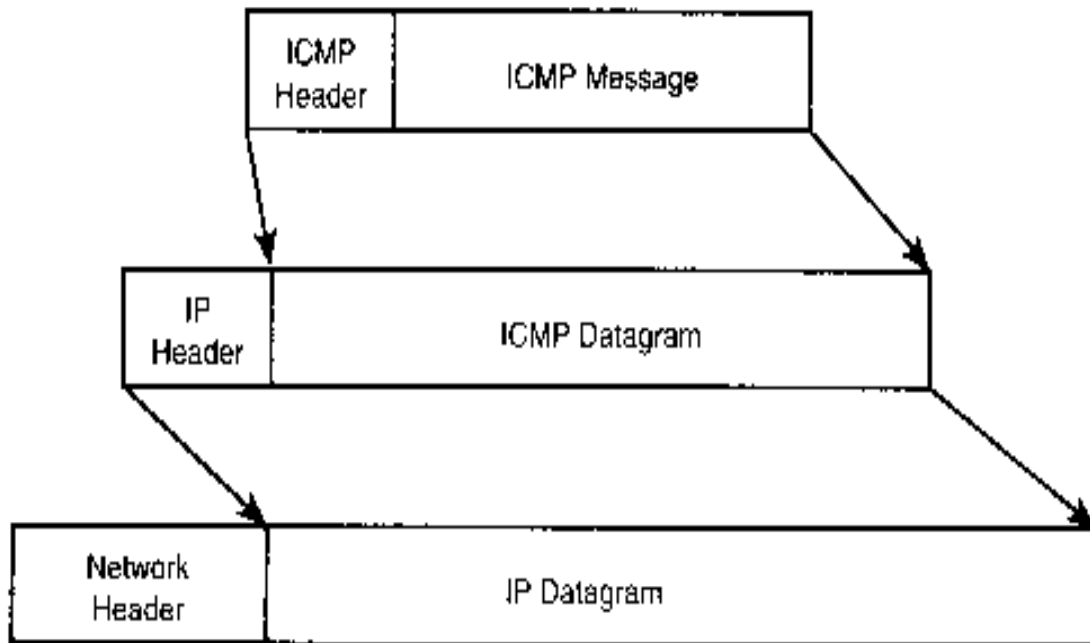 ICMP
Header
ICMP Message
IP
Header
ICMP Datagram
Network
Header
IP Datagram